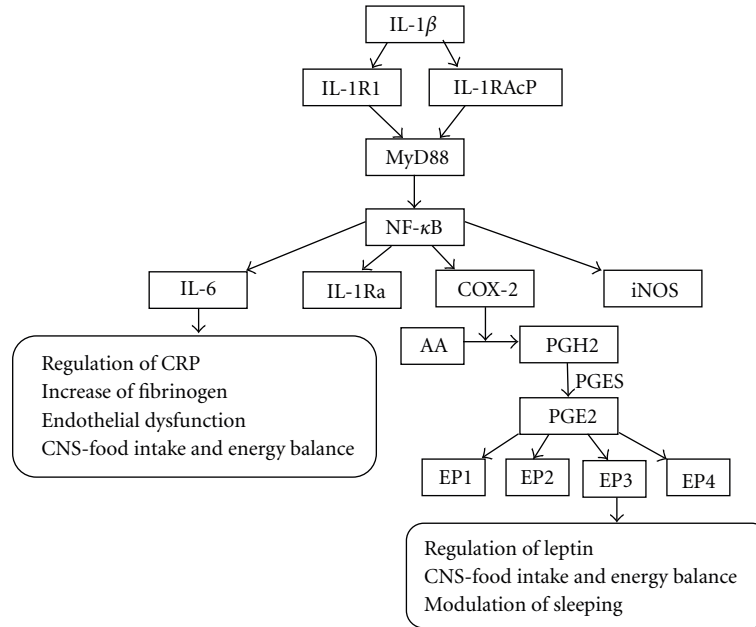 IL-1β
IL-1R1
IL-1RAcP
MyD88
NF-κB
IL-6
IL-1Ra
COX-2
iNOS
Regulation of CRP
Increase of fibrinogen
Endothelial dysfunction
CNS-food intake and energy balance
AA
PGH2
PGES
PGE2
EP1
EP2
EP3
EP4
Regulation of leptin
CNS-food intake and energy balance
Modulation of sleeping